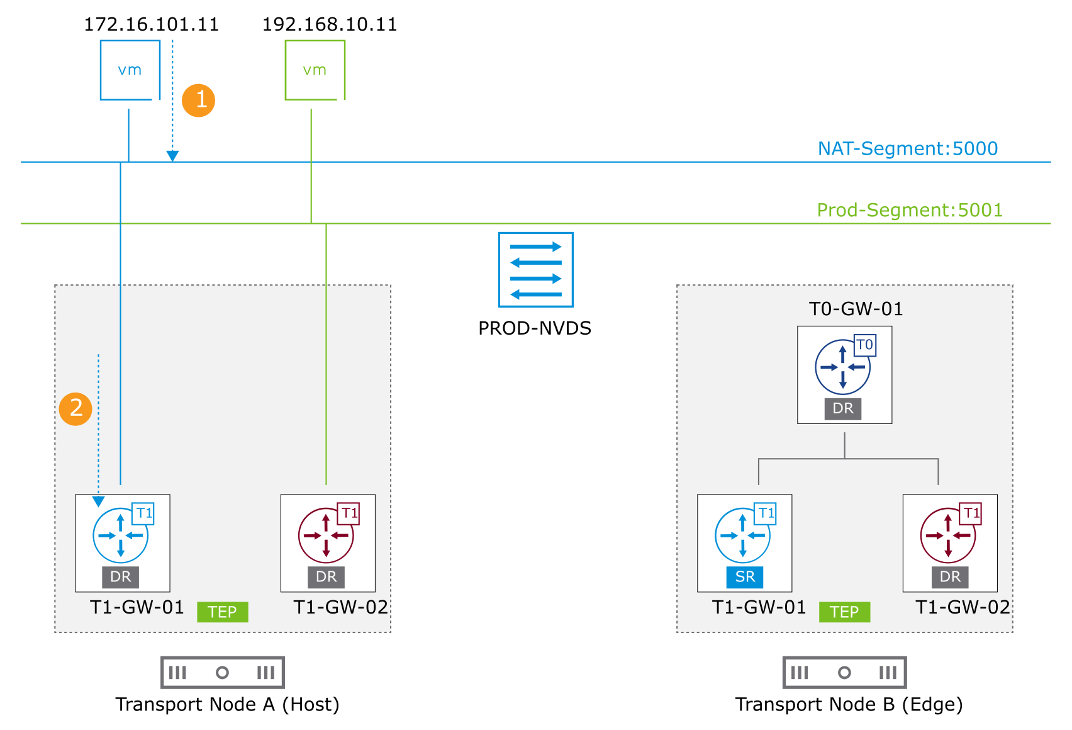 172.16.101.11
192.168.10.11
vm
vm
1
NAT-Segment:5000
Prod-Segment:5001
PROD-NVDS
T0-GW-01
T0
DR
2
T1
DR
T1-GW-01
T1
DR
T1-GW-02
TEP
T1
SR
T1-GW-01
T1
DR
T1-GW-02
TEP
Transport Node A (Host)
Transport Node B (Edge)